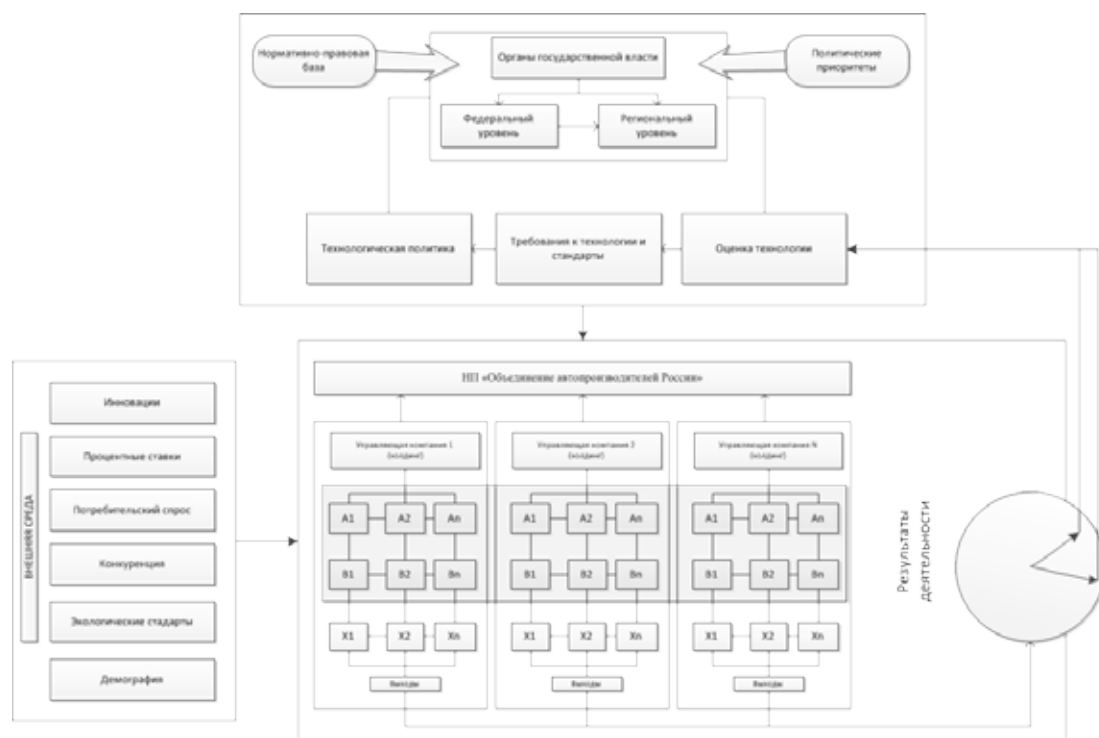 Нормативно-правовая
база
Органы государственной власти
Политические
приоритеты
Федеральный
уровень
Региональный
уровень
Технологическая политика
Требования к технологии и
стандарты
Оценка технологии
ВНЕШНЯЯ СРЕДА
Инновации
Процентные ставки
Потребительский спрос
Конкуренция
Экологические стадарты
Демография
НП «Объединение автопроизводителей России»
Управляющая компания 1
(холдинг)
Управляющая компания 2
(холдинг)
Управляющая компания N
(холдинг)
A1 A2 An
A1 A2 An
A1 A2 An
B1 B2 Bn
B1 B2 Bn
B1 B2 Bn
X1 X2 Xn
X1 X2 Xn
X1 X2 Xn
Выходы
Выходы
Выходы
Результаты
деятельности